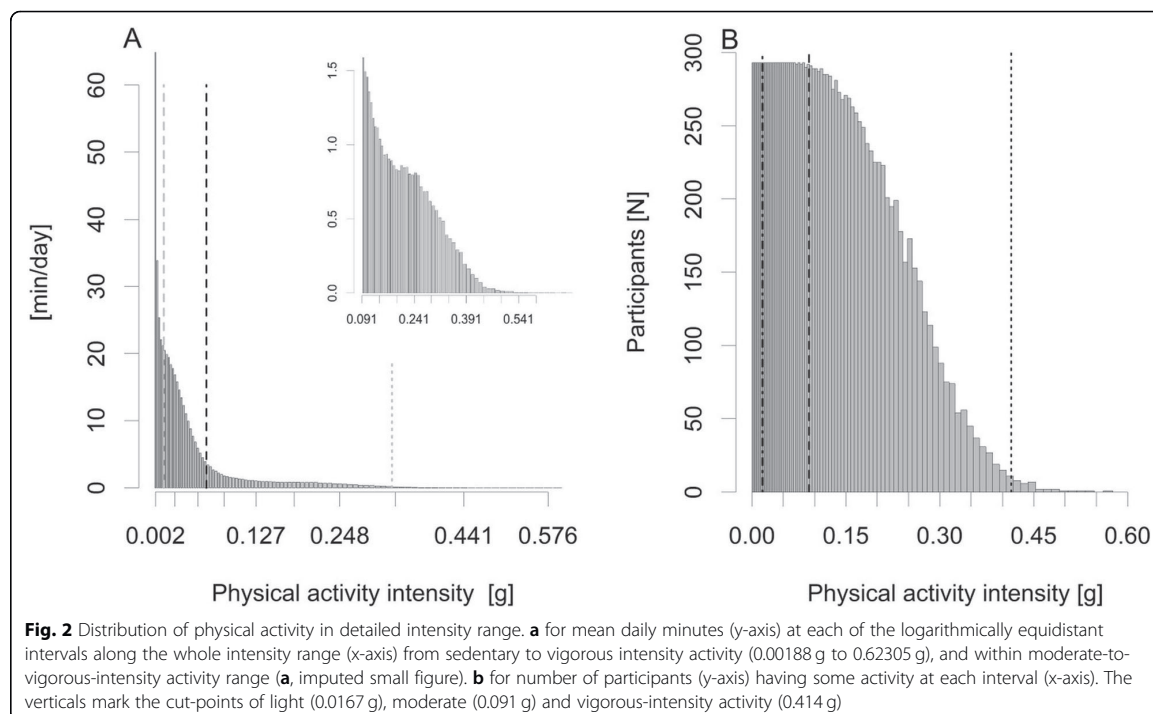 A
B
[min/day]
60
50
40
30
20
10
0
0.002 0.127 0.248 0.441 0.576
Physical activity intensity [g]
1.5
1.0
0.5
0.0
0.091 0.241 0.391 0.541
Participants [N]
300
250
200
150
100
50
0
0.00 0.15 0.30 0.45 0.60
Physical activity intensity [g]
Fig. 2 Distribution of physical activity in detailed intensity range. a for mean daily minutes (y-axis) at each of the logarithmically equidistant
intervals along the whole intensity range (x-axis) from sedentary to vigorous intensity activity (0.00188 g to 0.62305 g), and within moderate-to-
vigorous-intensity activity range (a, imputed small figure). b for number of participants (y-axis) having some activity at each interval (x-axis). The
verticals mark the cut-points of light (0.0167 g), moderate (0.091 g) and vigorous-intensity activity (0.414 g)